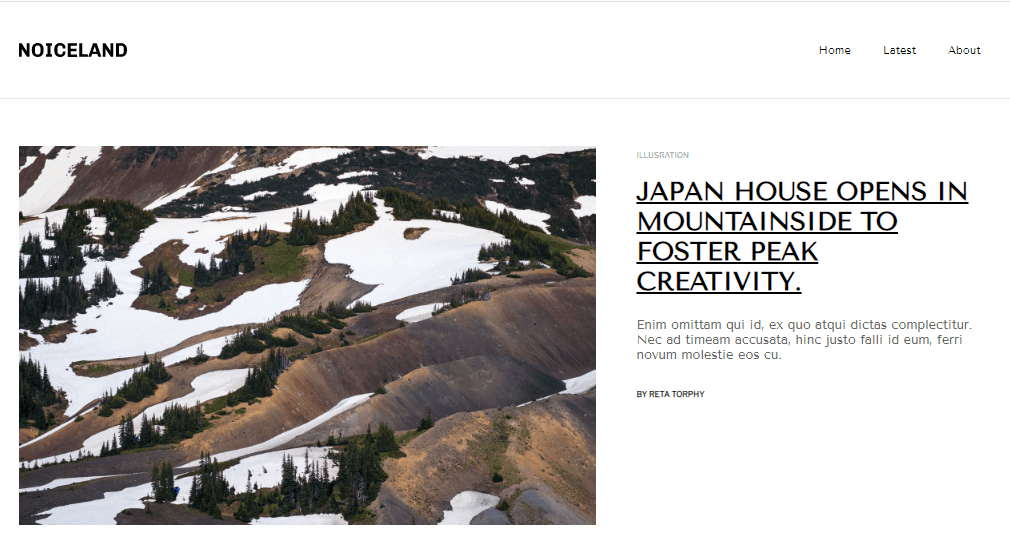 NOICELAND
Home Latest About
ILLUSRATION
JAPAN HOUSE OPENS IN
MOUNTAINSIDE TO
FOSTER PEAK
CREATIVITY.
Enim omittam qui id, ex quo atqui dictas complectitur.
Nec ad timeam accusata, hinc justo falli id eum, ferri
novum molestie eos cu.
BY RETA TORPHY